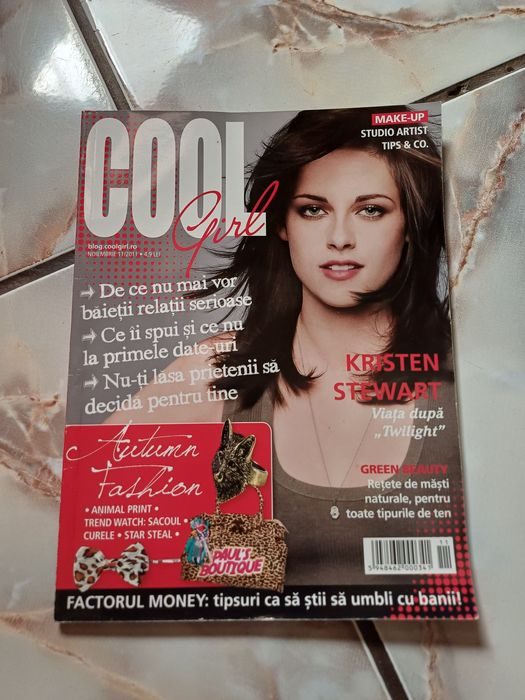 COOL
Girl
blog.coolgirl.ro
NOIEMBRIE 11/2011 • 4,9 LEI
MAKE-UP
STUDIO ARTIST
TIPS & CO.
→ De ce nu mai vor
băieții relații serioase
→ Ce îi spui și ce nu
la primele date-uri
→ Nu-ți lăsa prietenii să
decidă pentru tine
KRISTEN
STEWART
Viața după
„Twilight”
GREEN BEAUTY
Rețete de măști
naturale, pentru
toate tipurile de ten
Autumn
Fashion
• ANIMAL PRINT •
TREND WATCH: SACOUL •
CURELE • STAR STEAL •
PAUL'S
BOUTIQUE
11
5948462000341
FACTORUL MONEY: tipsuri ca să știi să umbli cu banii!